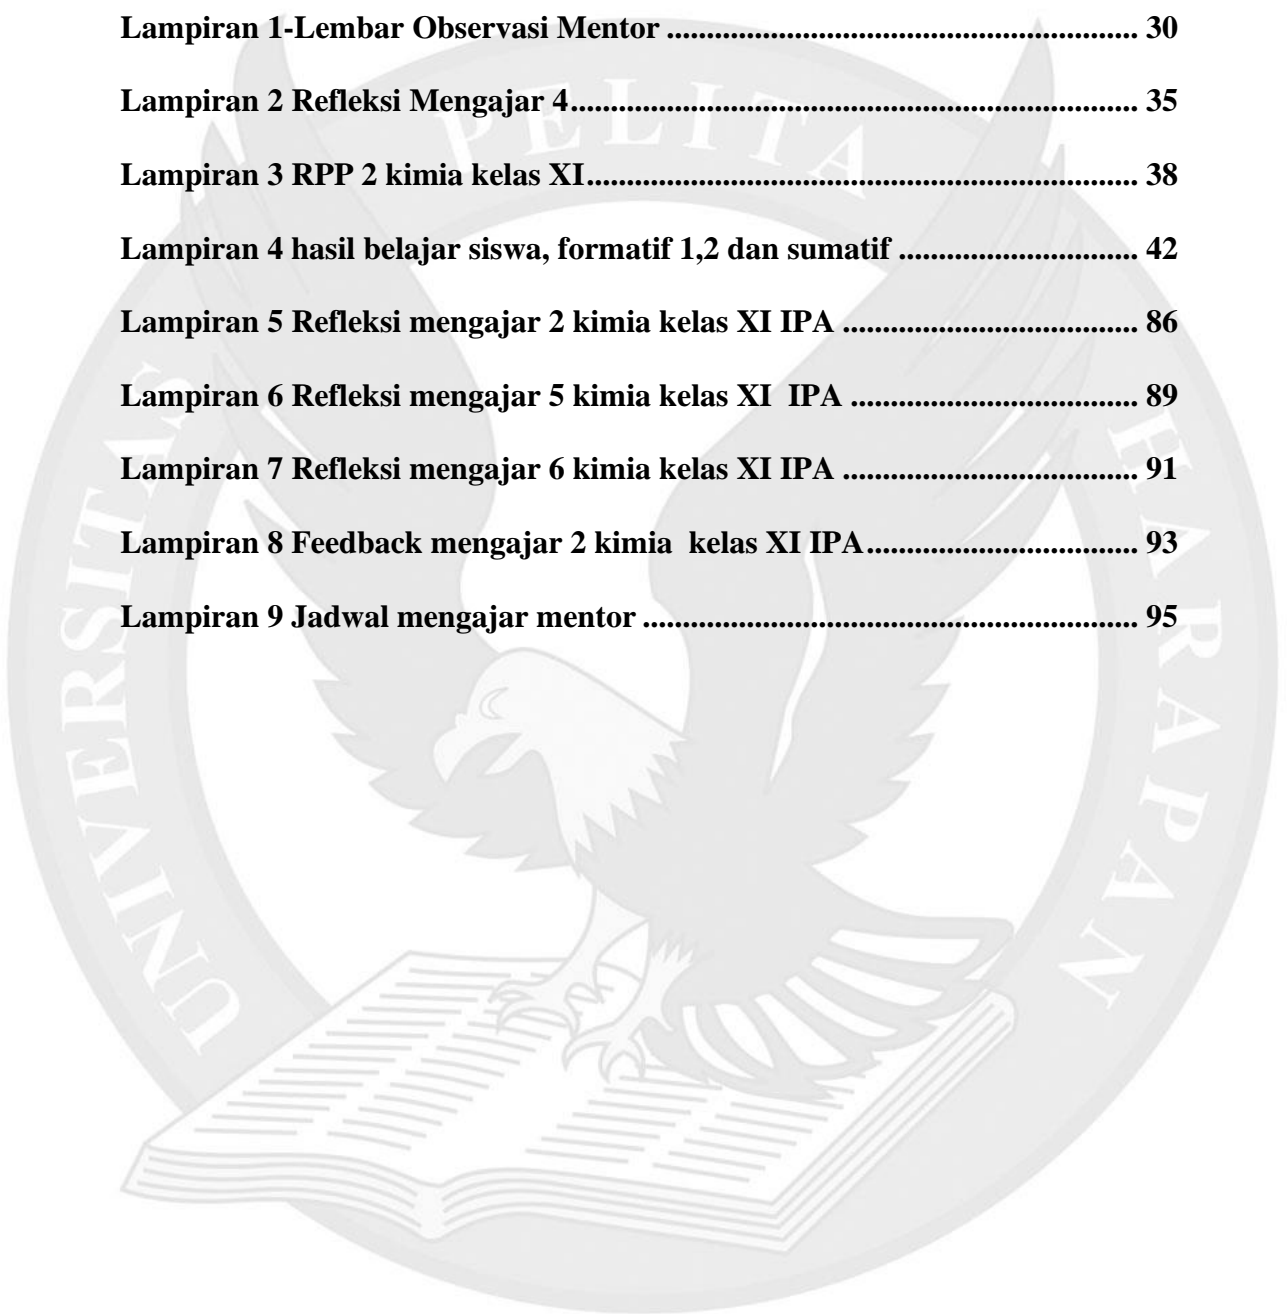 Lampiran 1-Lembar Observasi Mentor ........................................................... 30
Lampiran 2 Refleksi Mengajar 4....................................................................... 35
Lampiran 3 RPP 2 kimia kelas XI..................................................................... 38
Lampiran 4 hasil belajar siswa, formatif 1,2 dan sumatif .............................. 42
Lampiran 5 Refleksi mengajar 2 kimia kelas XI IPA ..................................... 86
Lampiran 6 Refleksi mengajar 5 kimia kelas XI  IPA .................................... 89
Lampiran 7 Refleksi mengajar 6 kimia kelas XI IPA ..................................... 91
Lampiran 8 Feedback mengajar 2 kimia  kelas XI IPA.................................. 93
Lampiran 9 Jadwal mengajar mentor .............................................................. 95
UNIVERSITAS PELITA HARAPAN